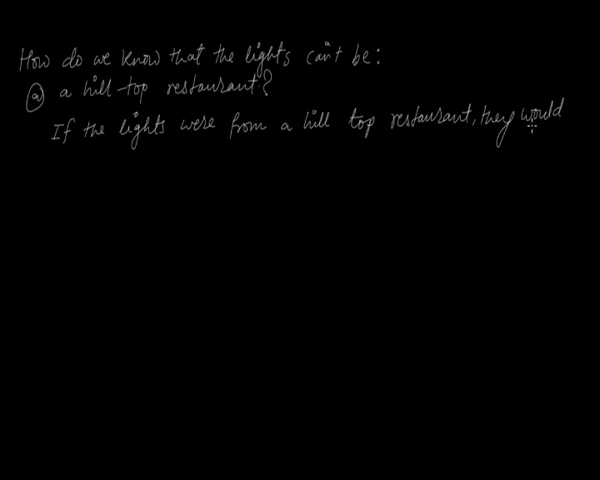 How do we know that the lights can't be:
(a) a hill-top restaurant?
If the lights were from a hill top restaurant, they would